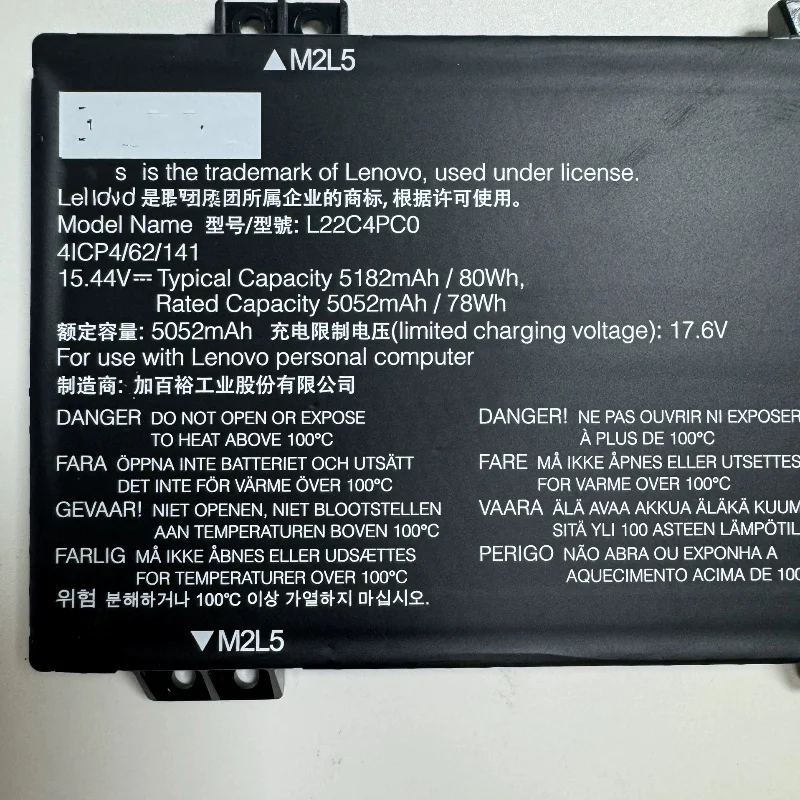 ▲M2L5
s is the trademark of Lenovo, used under license.
所属企业的商标, 根据许可使用。
Model Name 型号/型號: L22C4PC0
4ICP4/62/141
15.44V⎓ Typical Capacity 5182mAh / 80Wh,
Rated Capacity 5052mAh / 78Wh
额定容量: 5052mAh 充电限制电压(limited charging voltage): 17.6V
For use with Lenovo personal computer
制造商: 加百裕工业股份有限公司
DANGER DO NOT OPEN OR EXPOSE
TO HEAT ABOVE 100°C
FARA ÖPPNA INTE BATTERIET OCH UTSÄTT
DET INTE FÖR VÄRME ÖVER 100°C
GEVAAR! NIET OPENEN, NIET BLOOTSTELLEN
AAN TEMPERATUREN BOVEN 100°C
FARLIG MÅ IKKE ÅBNES ELLER UDSÆTTES
FOR TEMPERATURER OVER 100°C
위험 분해하거나 100℃ 이상 가열하지 마십시오.
DANGER! NE PAS OUVRIR NI EXPOSER
À PLUS DE 100°C
FARE MÅ IKKE ÅPNES ELLER UTSETTES
FOR VARME OVER 100°C
VAARA ÄLÄ AVAA AKKUA ÄLÄKÄ KUUM
SITÄ YLI 100 ASTEEN LÄMPÖTIL
PERIGO NÃO ABRA OU EXPONHA A
AQUECIMENTO ACIMA DE 100
▼M2L5